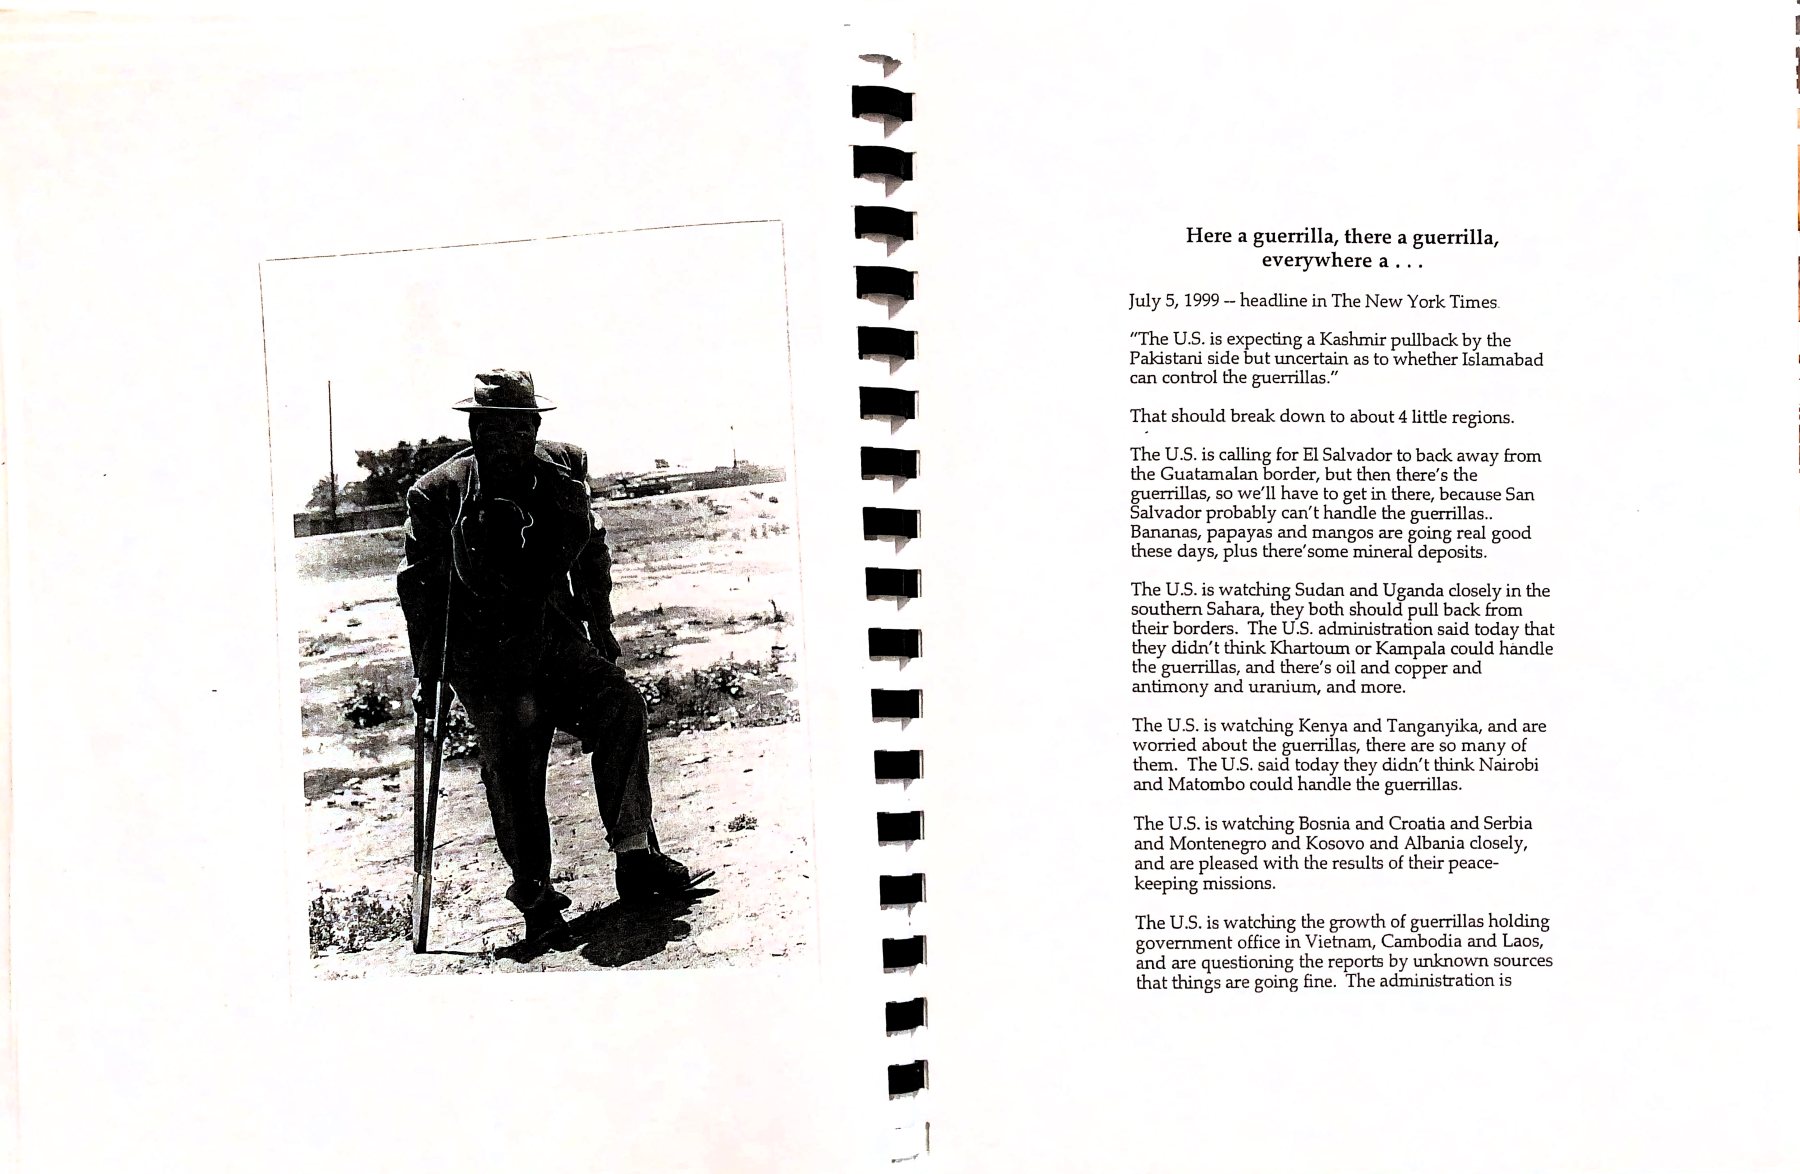 Here a guerrilla, there a guerrilla,
everywhere a . . .
July 5, 1999 -- headline in The New York Times.
"The U.S. is expecting a Kashmir pullback by the
Pakistani side but uncertain as to whether Islamabad
can control the guerrillas."
That should break down to about 4 little regions.
The U.S. is calling for El Salvador to back away from
the Guatamalan border, but then there's the
guerrillas, so we'll have to get in there, because San
Salvador probably can't handle the guerrillas..
Bananas, papayas and mangos are going real good
these days, plus there'some mineral deposits.
The U.S. is watching Sudan and Uganda closely in the
southern Sahara, they both should pull back from
their borders. The U.S. administration said today that
they didn't think Khartoum or Kampala could handle
the guerrillas, and there's oil and copper and
antimony and uranium, and more.
The U.S. is watching Kenya and Tanganyika, and are
worried about the guerrillas, there are so many of
them. The U.S. said today they didn't think Nairobi
and Matombo could handle the guerrillas.
The U.S. is watching Bosnia and Croatia and Serbia
and Montenegro and Kosovo and Albania closely,
and are pleased with the results of their peace-
keeping missions.
The U.S. is watching the growth of guerrillas holding
government office in Vietnam, Cambodia and Laos,
and are questioning the reports by unknown sources
that things are going fine. The administration is